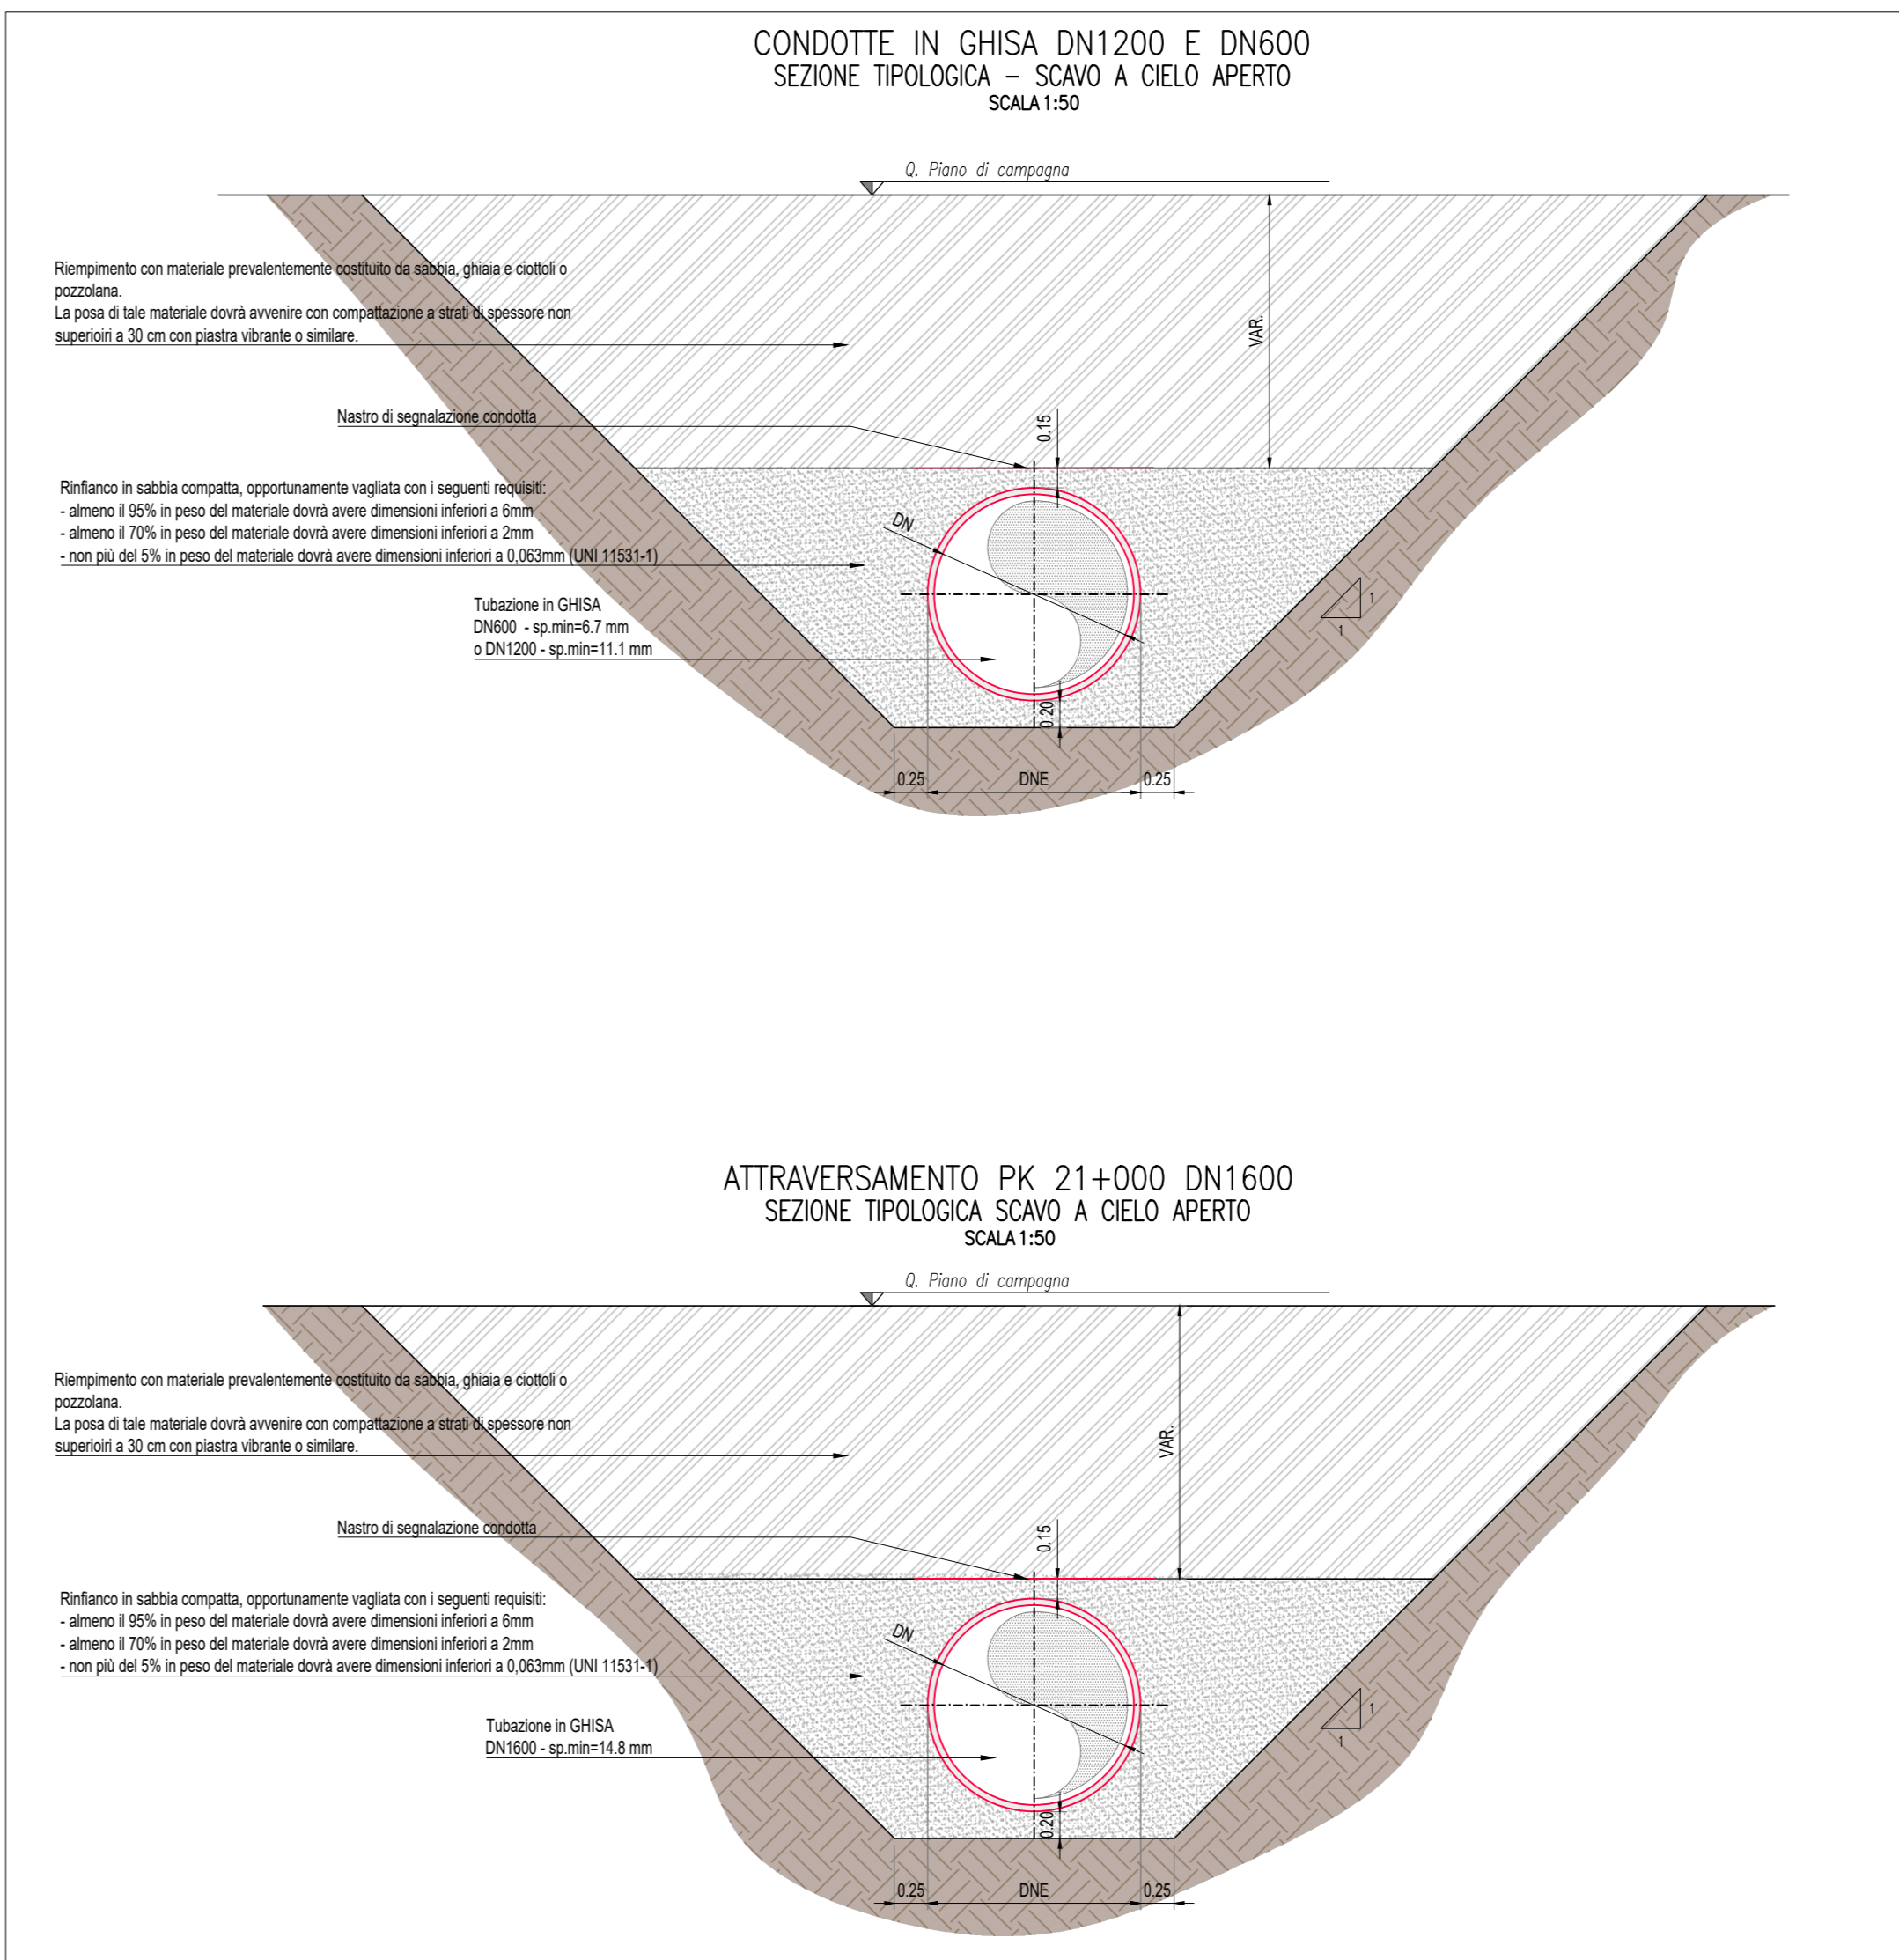 CONDOTTE IN GHISA DN1200 E DN600
SEZIONE TIPOLOGICA – SCAVO A CIELO APERTO
SCALA 1:50
Q. Piano di campagna
Riempimento con materiale prevalentemente costituito da sabbia, ghiaia e ciottoli o
pozzolana.
La posa di tale materiale dovrà avvenire con compattazione a strati di spessore non
superioiri a 30 cm con piastra vibrante o similare.
VAR.
Nastro di segnalazione condotta
0.15
Rinfianco in sabbia compatta, opportunamente vagliata con i seguenti requisiti:
- almeno il 95% in peso del materiale dovrà avere dimensioni inferiori a 6mm
- almeno il 70% in peso del materiale dovrà avere dimensioni inferiori a 2mm
- non più del 5% in peso del materiale dovrà avere dimensioni inferiori a 0,063mm (UNI 11531-1)
DN
Tubazione in GHISA
DN600 - sp.min=6.7 mm
o DN1200 - sp.min=11.1 mm
1
1
0.20
0.25
DNE
0.25
ATTRAVERSAMENTO PK 21+000 DN1600
SEZIONE TIPOLOGICA SCAVO A CIELO APERTO
SCALA 1:50
Q. Piano di campagna
Riempimento con materiale prevalentemente costituito da sabbia, ghiaia e ciottoli o
pozzolana.
La posa di tale materiale dovrà avvenire con compattazione a strati di spessore non
superioiri a 30 cm con piastra vibrante o similare.
VAR.
Nastro di segnalazione condotta
0.15
Rinfianco in sabbia compatta, opportunamente vagliata con i seguenti requisiti:
- almeno il 95% in peso del materiale dovrà avere dimensioni inferiori a 6mm
- almeno il 70% in peso del materiale dovrà avere dimensioni inferiori a 2mm
- non più del 5% in peso del materiale dovrà avere dimensioni inferiori a 0,063mm (UNI 11531-1)
DN
Tubazione in GHISA
DN1600 - sp.min=14.8 mm
1
1
0.20
0.25
DNE
0.25